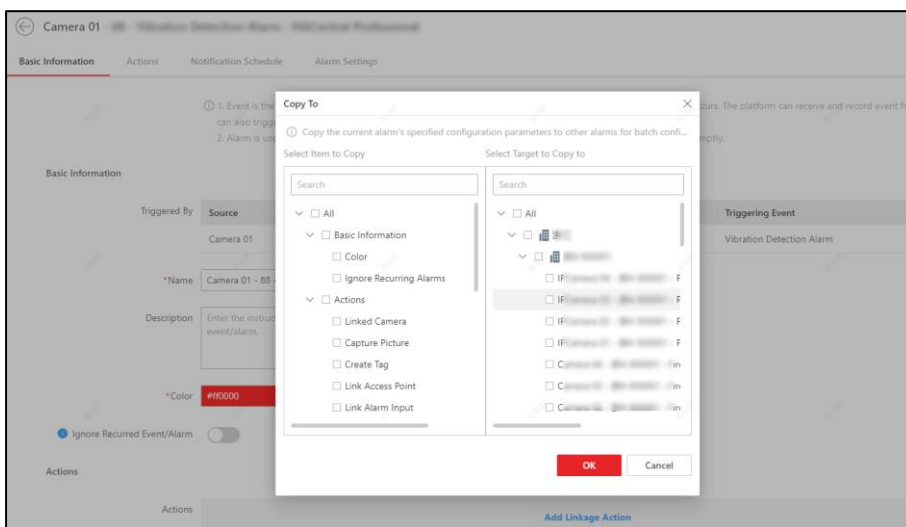 Camera 01
Basic Information Actions Notification Schedule Alarm Settings
1. Event is the
can also trigg
2. Alarm is use
curs. The platform can receive and record event f
mptly.
Copy To
Copy the current alarm's specified configuration parameters to other alarms for batch confi...
Select Item to Copy
Select Target to Copy to
Search
All
Basic Information
Color
Ignore Recurring Alarms
Actions
Linked Camera
Capture Picture
Create Tag
Link Access Point
Link Alarm Input
Search
All
OK Cancel
Basic Information
Triggered By Source Triggering Event
Camera 01 Vibration Detection Alarm
*Name Camera 01 - BB -
Description Enter the instruc
event/alarm.
*Color #ff0000
Ignore Recurred Event/Alarm
Actions
Actions Add Linkage Action